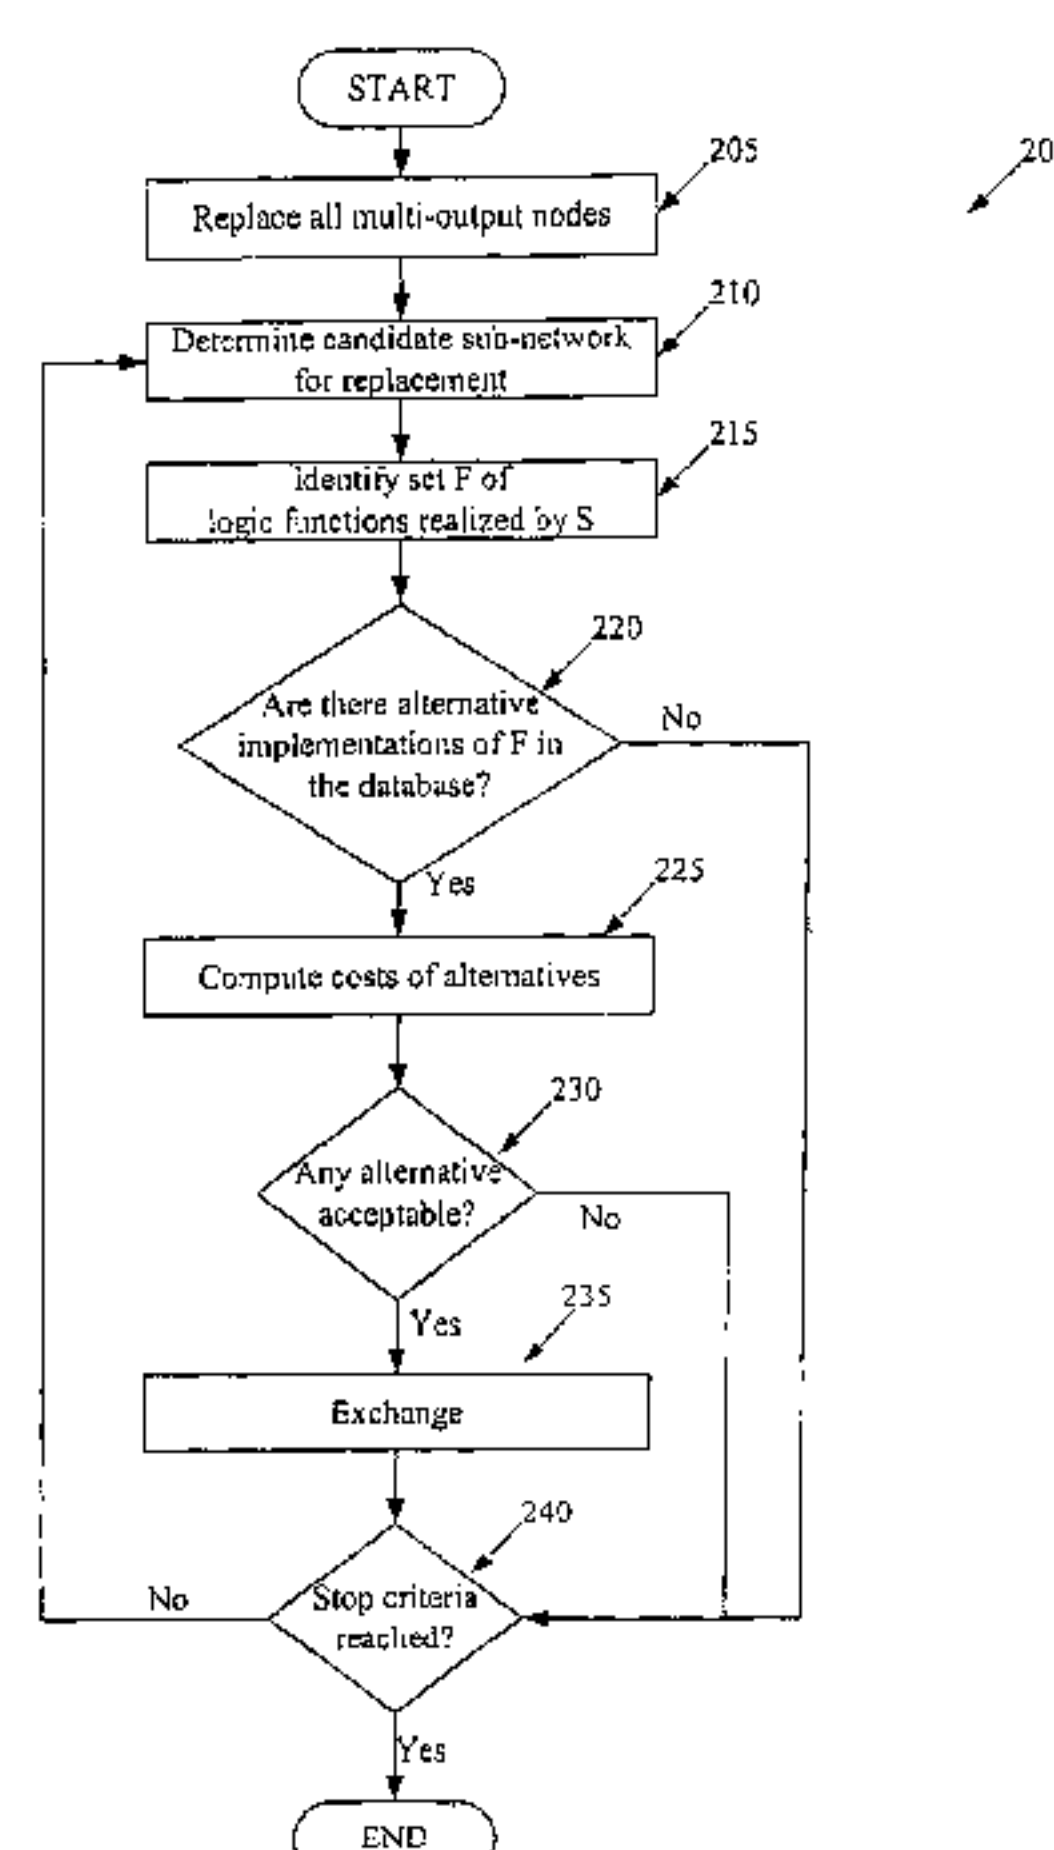 START
205
20
Replace all multi-output nodes
210
Determine candidate sub-network
for replacement
215
Identify set F of
logic functions realized by S
220
Are there alternative
implementations of F in
the database?
No
Yes
225
Compute costs of alternatives
230
Any alternative
acceptable?
No
235
Yes
Exchange
240
Stop criteria
reached?
No
Yes
END